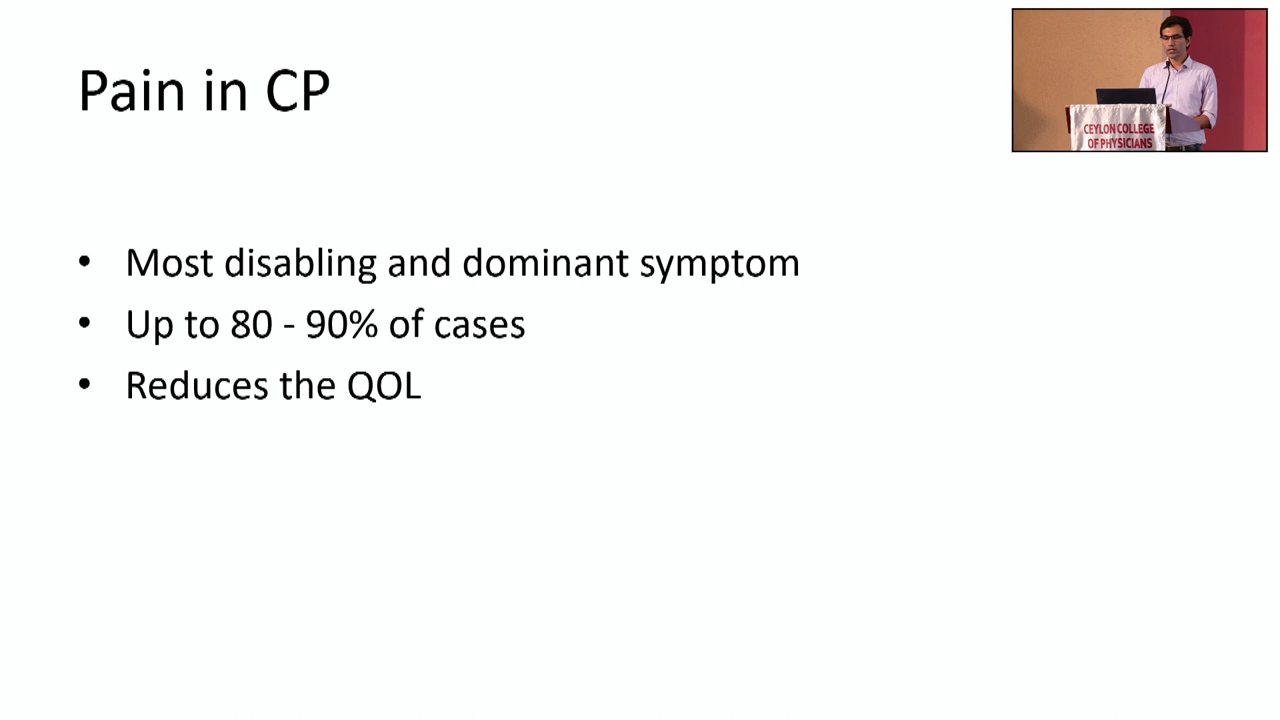 Pain in CP
• Most disabling and dominant symptom
• Up to 80 - 90% of cases
• Reduces the QOL
CEYLON COLLEGE
OF PHYSICIANS